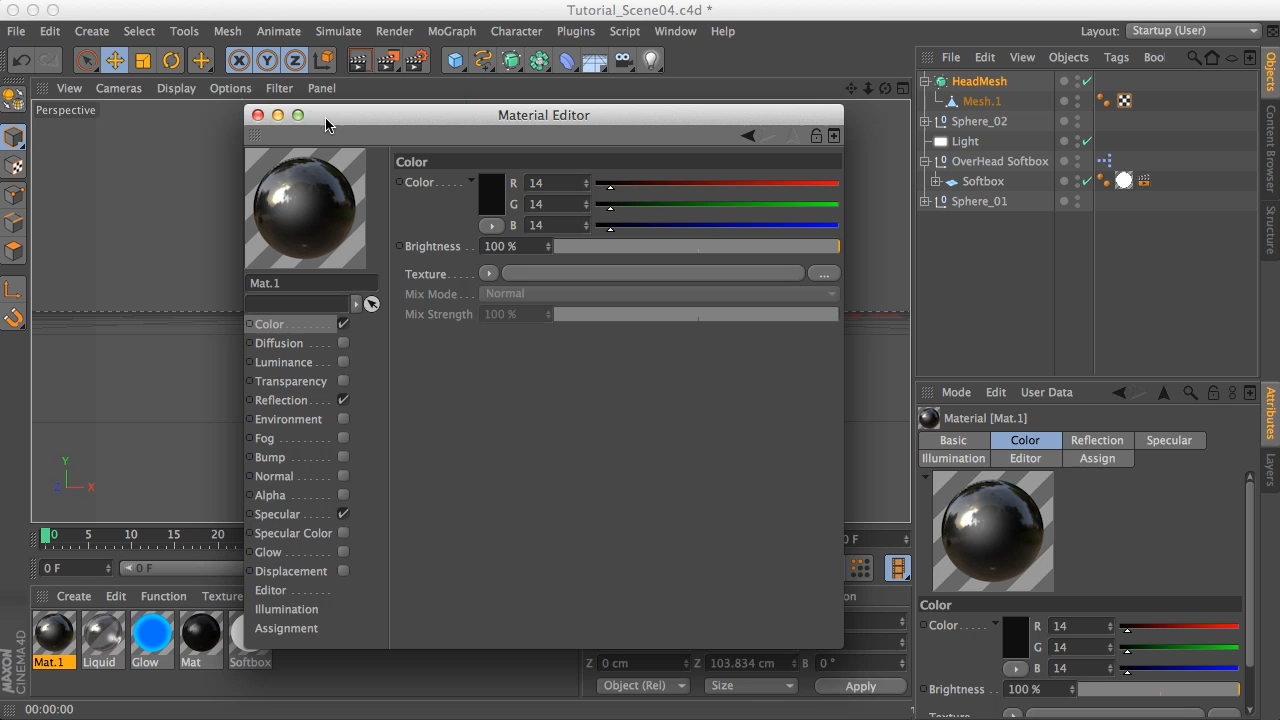 Tutorial_Scene04.c4d *
File Edit Create Select Tools Mesh Animate Simulate Render MoGraph Character Plugins Script Window Help Layout: Startup (User)
X Y Z
View Cameras Display Options Filter Panel
Perspective
Y
Z X
Material Editor
Mat.1
Color
Diffusion
Luminance
Transparency
Reflection
Environment
Fog
Bump
Normal
Alpha
Specular
Specular Color
Glow
Displacement
Editor
Illumination
Assignment
Color
Color R 14
G 14
B 14
Brightness 100 %
Texture ...
Mix Mode Normal
Mix Strength 100 %
File Edit View Objects Tags Boo
HeadMesh
Mesh.1
Sphere_02
Light
OverHead Softbox
Softbox
Sphere_01
Objects
Content Browser
Structure
Mode Edit User Data
Material [Mat.1]
Basic Color Reflection Specular
Illumination Editor Assign
Color
Color R 14
G 14
B 14
Brightness 100 %
Texture
Attributes
Layers
0 5 10 15 20
0 F
0 F
0 F
Create Edit Function Texture
Mat.1 Liquid Glow Mat Softbox
on
Z 0 cm Z 103.834 cm B 0 °
Object (Rel) Size Apply
MAXON
CINEMA4D
00:00:00